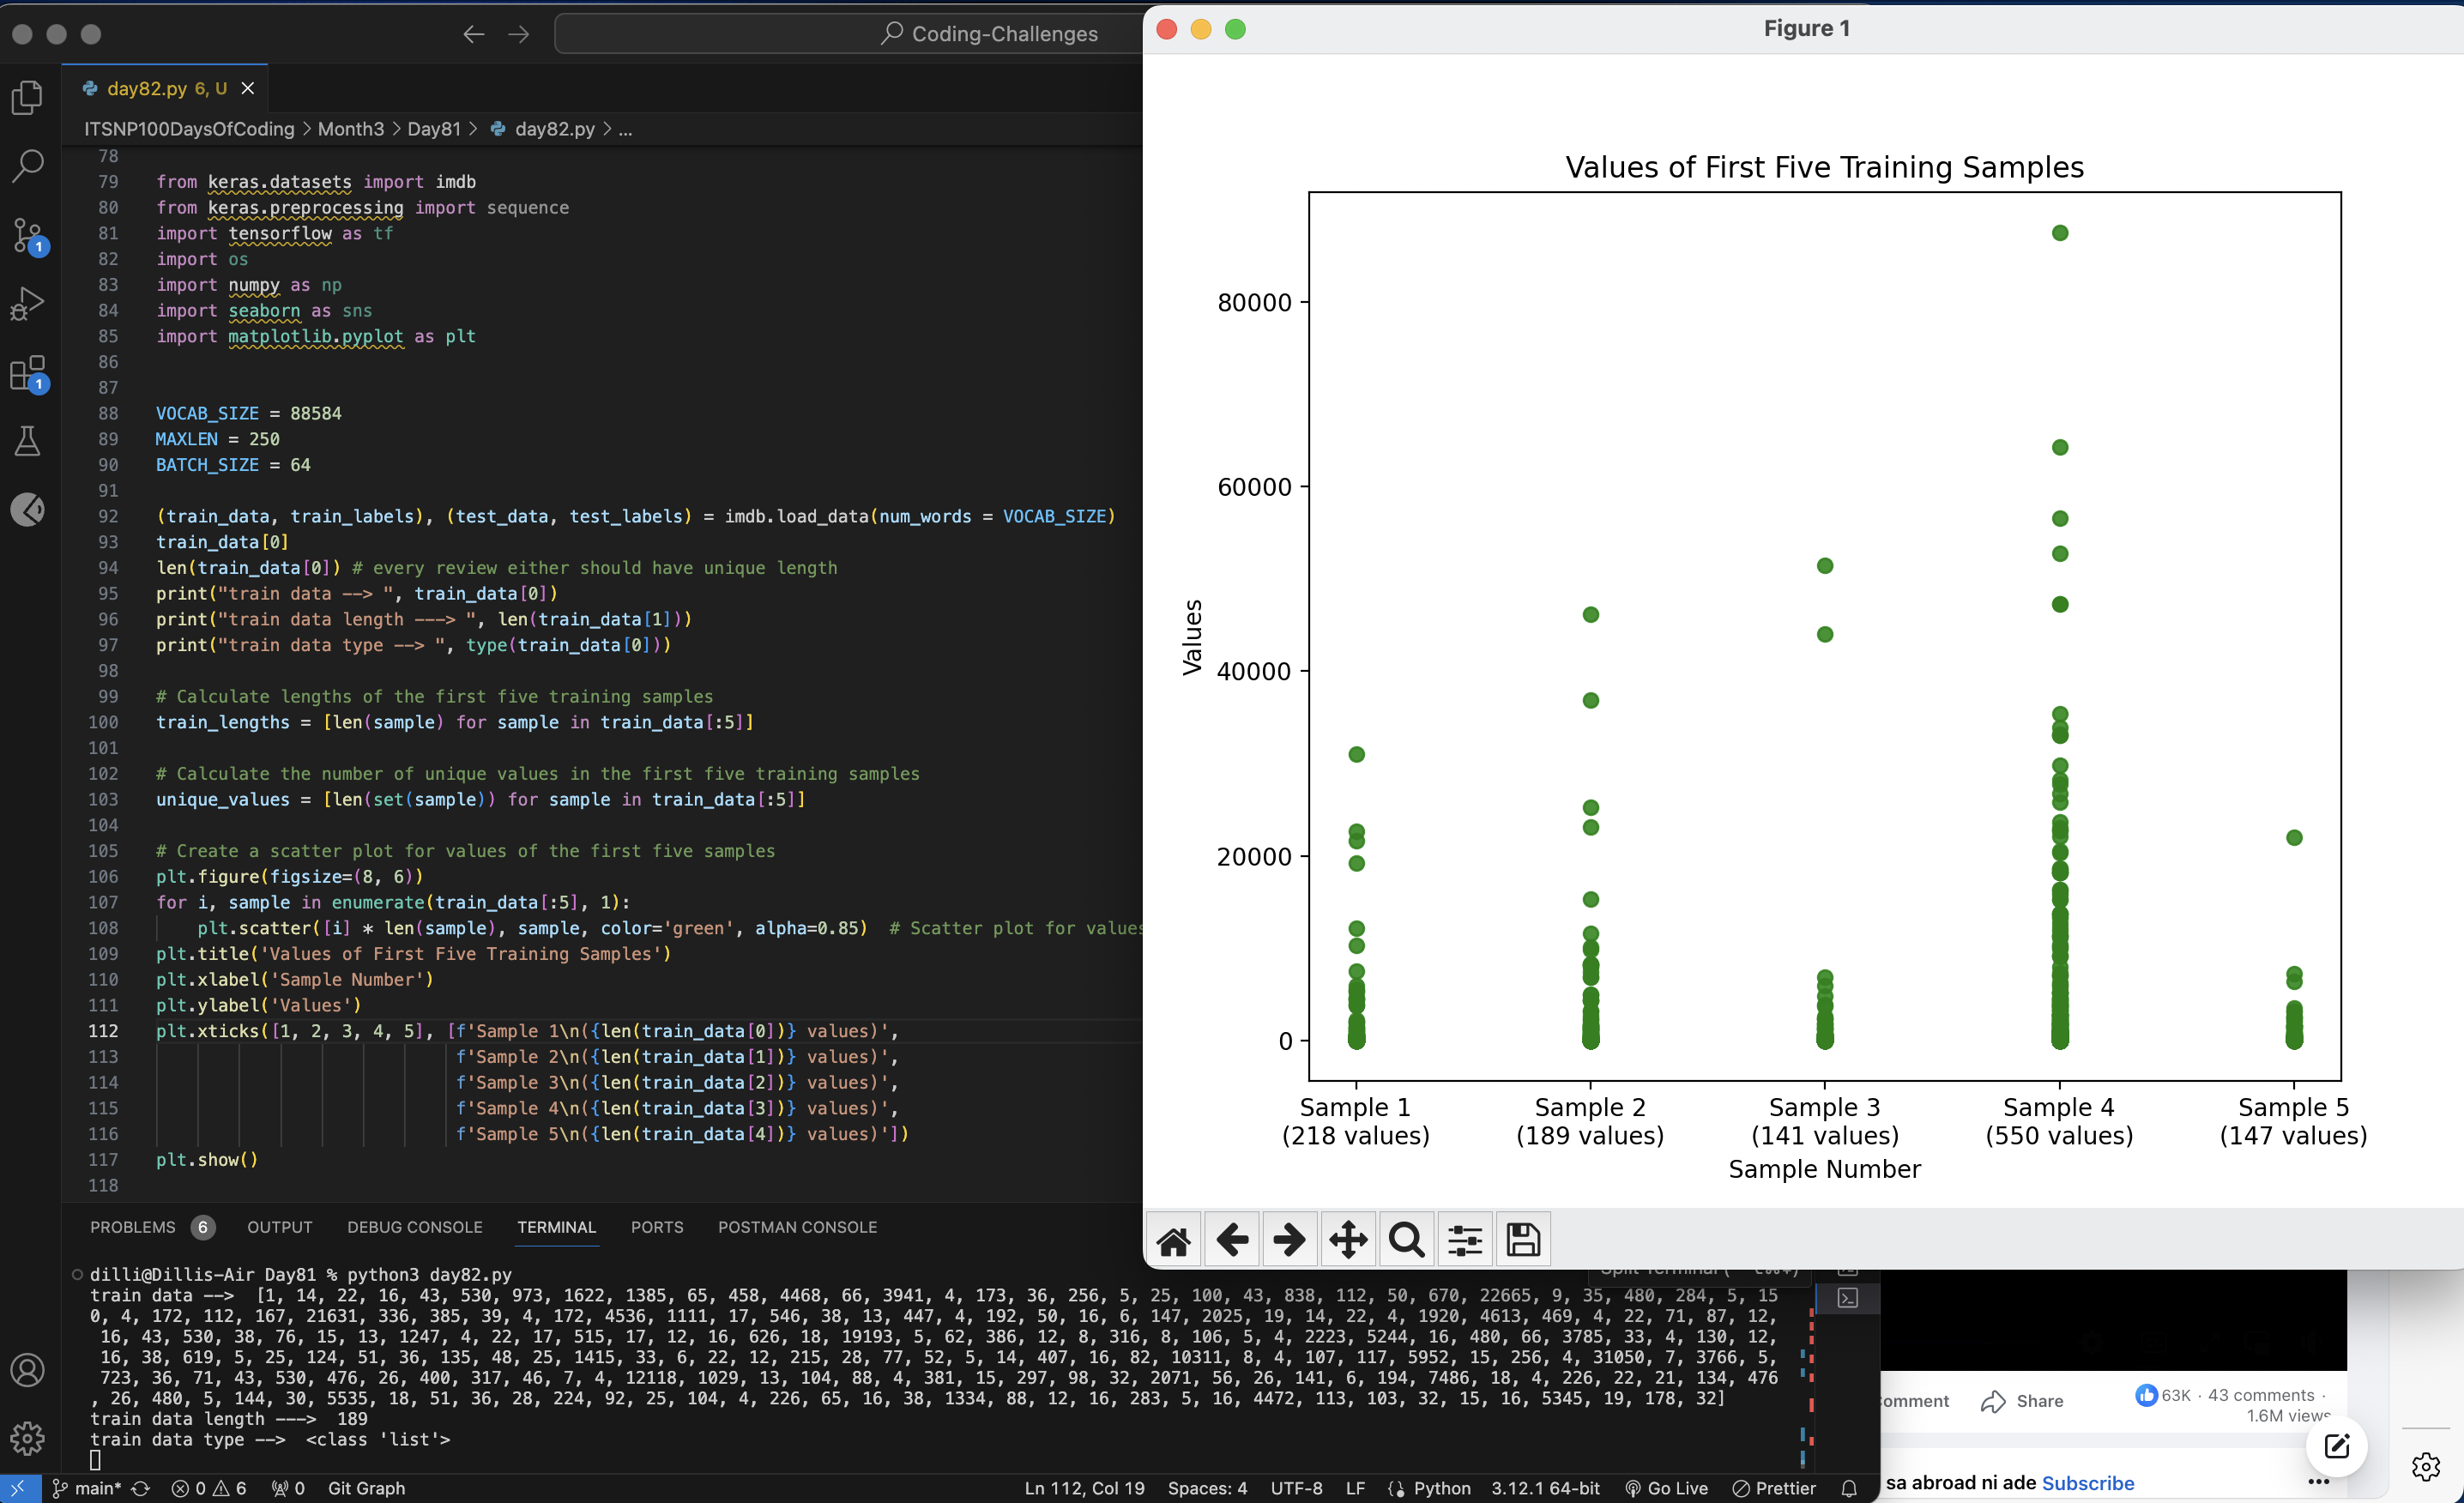 Coding-Challenges
day82.py 6, U
ITSNP100DaysOfCoding > Month3 > Day81 > day82.py > ...
78
79 from keras.datasets import imdb
80 from keras.preprocessing import sequence
81 import tensorflow as tf
82 import os
83 import numpy as np
84 import seaborn as sns
85 import matplotlib.pyplot as plt
86
87
88 VOCAB_SIZE = 88584
89 MAXLEN = 250
90 BATCH_SIZE = 64
91
92 (train_data, train_labels), (test_data, test_labels) = imdb.load_data(num_words = VOCAB_SIZE)
93 train_data[0]
94 len(train_data[0]) # every review either should have unique length
95 print("train data --> ", train_data[0])
96 print("train data length ---> ", len(train_data[1]))
97 print("train data type --> ", type(train_data[0]))
98
99 # Calculate lengths of the first five training samples
100 train_lengths = [len(sample) for sample in train_data[:5]]
101
102 # Calculate the number of unique values in the first five training samples
103 unique_values = [len(set(sample)) for sample in train_data[:5]]
104
105 # Create a scatter plot for values of the first five samples
106 plt.figure(figsize=(8, 6))
107 for i, sample in enumerate(train_data[:5], 1):
108 plt.scatter([i] * len(sample), sample, color='green', alpha=0.85) # Scatter plot for values
109 plt.title('Values of First Five Training Samples')
110 plt.xlabel('Sample Number')
111 plt.ylabel('Values')
112 plt.xticks([1, 2, 3, 4, 5], [f'Sample 1\n({len(train_data[0])} values)',
113 f'Sample 2\n({len(train_data[1])} values)',
114 f'Sample 3\n({len(train_data[2])} values)',
115 f'Sample 4\n({len(train_data[3])} values)',
116 f'Sample 5\n({len(train_data[4])} values)'])
117 plt.show()
118
Figure 1
Values of First Five Training Samples
80000
60000
40000
20000
0
Values
Sample 1 Sample 2 Sample 3 Sample 4 Sample 5
(218 values) (189 values) (141 values) (550 values) (147 values)
Sample Number
1
1
PROBLEMS 6 OUTPUT DEBUG CONSOLE TERMINAL PORTS POSTMAN CONSOLE
dilli@Dillis-Air Day81 % python3 day82.py
train data --> [1, 14, 22, 16, 43, 530, 973, 1622, 1385, 65, 458, 4468, 66, 3941, 4, 173, 36, 256, 5, 25, 100, 43, 838, 112, 50, 670, 22665, 9, 35, 480, 284, 5, 15
0, 4, 172, 112, 167, 21631, 336, 385, 39, 4, 172, 4536, 1111, 17, 546, 38, 13, 447, 4, 192, 50, 16, 6, 147, 2025, 19, 14, 22, 4, 1920, 4613, 469, 4, 22, 71, 87, 12,
16, 43, 530, 38, 76, 15, 13, 1247, 4, 22, 17, 515, 17, 12, 16, 626, 18, 19193, 5, 62, 386, 12, 8, 316, 8, 106, 5, 4, 2223, 5244, 16, 480, 66, 3785, 33, 4, 130, 12,
16, 38, 619, 5, 25, 124, 51, 36, 135, 48, 25, 1415, 33, 6, 22, 12, 215, 28, 77, 52, 5, 14, 407, 16, 82, 10311, 8, 4, 107, 117, 5952, 15, 256, 4, 31050, 7, 3766, 5,
723, 36, 71, 43, 530, 476, 26, 400, 317, 46, 7, 4, 12118, 1029, 13, 104, 88, 4, 381, 15, 297, 98, 32, 2071, 56, 26, 141, 6, 194, 7486, 18, 4, 226, 22, 21, 134, 476
, 26, 480, 5, 144, 30, 5535, 18, 51, 36, 28, 224, 92, 25, 104, 4, 226, 65, 16, 38, 1334, 88, 12, 16, 283, 5, 16, 4472, 113, 103, 32, 15, 16, 5345, 19, 178, 32]
train data length ---> 189
train data type --> <class 'list'>
Share 63K · 43 comments ·
1.6M views
sa abroad ni ade Subscribe
main* 0 6 0 Git Graph Ln 112, Col 19 Spaces: 4 UTF-8 LF Python 3.12.1 64-bit Go Live Prettier